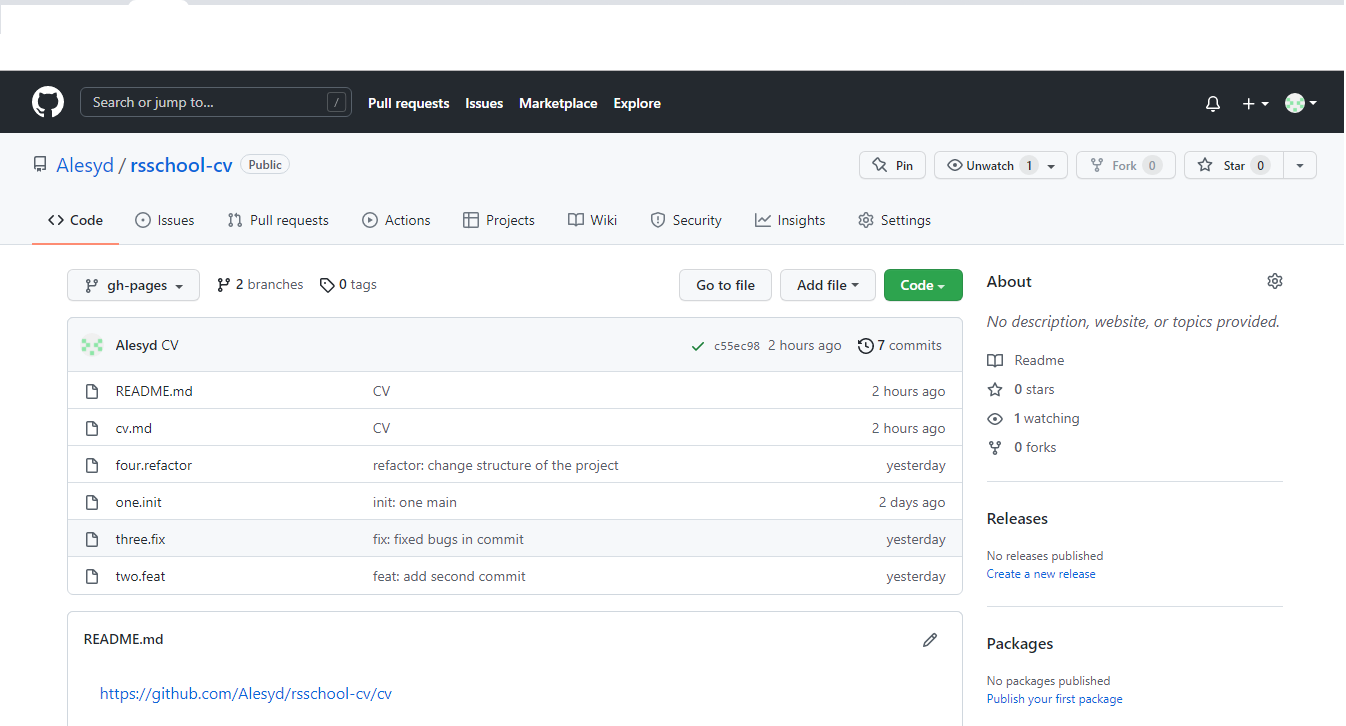 Search or jump to... / Pull requests Issues Marketplace Explore
Alesyd / rsschool-cv Public Pin Unwatch 1 Fork 0 Star 0
Code Issues Pull requests Actions Projects Wiki Security Insights Settings
gh-pages 2 branches 0 tags Go to file Add file Code
Alesyd CV c55ec98 2 hours ago 7 commits
README.md CV 2 hours ago
cv.md CV 2 hours ago
four.refactor refactor: change structure of the project yesterday
one.init init: one main 2 days ago
three.fix fix: fixed bugs in commit yesterday
two.feat feat: add second commit yesterday
README.md
https://github.com/Alesyd/rsschool-cv/cv
About
No description, website, or topics provided.
Readme
0 stars
1 watching
0 forks
Releases
No releases published
Create a new release
Packages
No packages published
Publish your first package